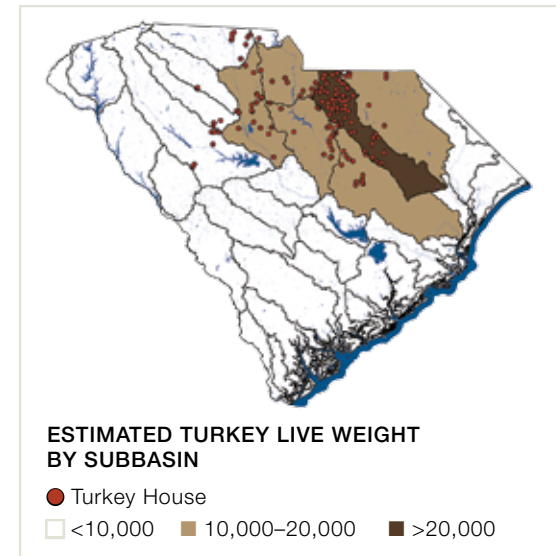 ESTIMATED TURKEY LIVE WEIGHT
BY SUBBASIN
Turkey House
<10,000 10,000–20,000 >20,000